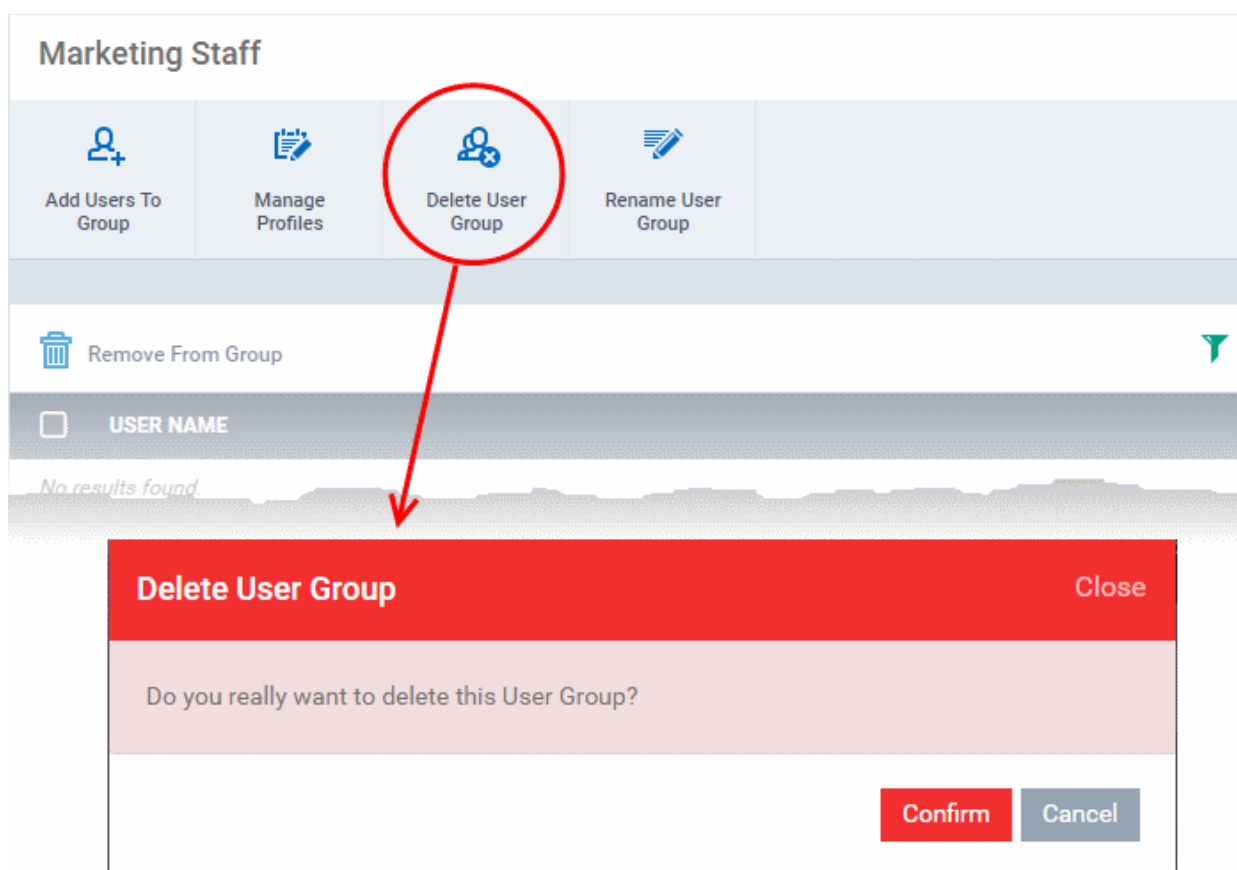 Marketing Staff
Add Users To
Group
Manage
Profiles
Delete User
Group
Rename User
Group
Remove From Group
USER NAME
No results found.
Delete User Group
Close
Do you really want to delete this User Group?
Confirm
Cancel